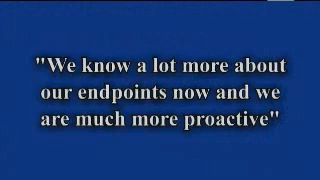 "We know a lot more about
our endpoints now and we
are much more proactive"